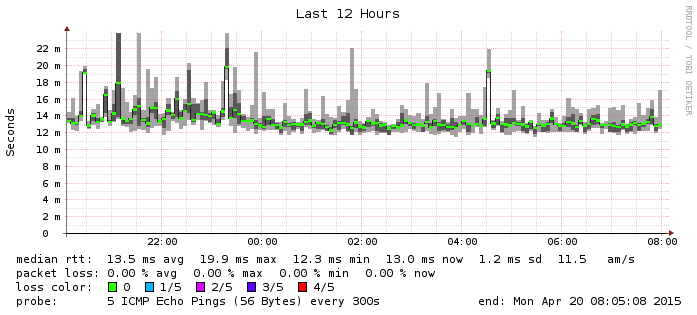 Last 12 Hours
RRDTOOL / TOBI OETIKER
Seconds
22 m
20 m
18 m
16 m
14 m
12 m
10 m
8 m
6 m
4 m
2 m
0
22:00 00:00 02:00 04:00 06:00 08:00
median rtt: 13.5 ms avg 19.9 ms max 12.3 ms min 13.0 ms now 1.2 ms sd 11.5 am/s
packet loss: 0.00 % avg 0.00 % max 0.00 % min 0.00 % now
loss color: 0 1/5 2/5 3/5 4/5
probe: 5 ICMP Echo Pings (56 Bytes) every 300s end: Mon Apr 20 08:05:08 2015